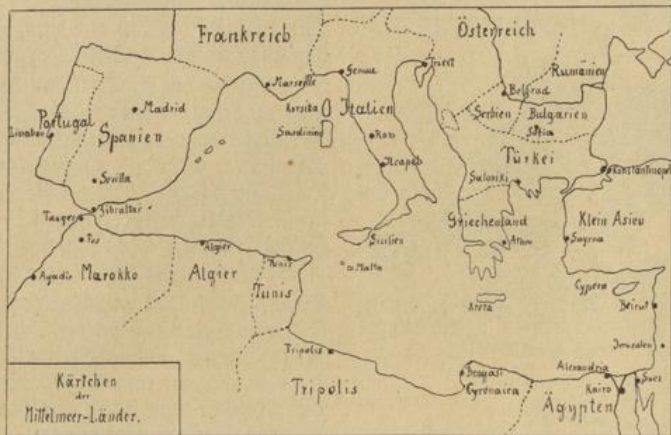 Frankreich
Österreich
Rumänien
Genua
Triest
Marseille
Belgrad
Portugal
Madrid
Korsika
Italien
Serbien
Bulgarien
Sofia
Lissabon
Spanien
Sardinien
Rom
Türkei
Neapel
Konstantinopel
Sevilla
Saloniki
Gibraltar
Griechenland
Klein Asien
Tanger
Fes
Algier
Sicilien
Athen
Smyrna
Agadir
Marokko
Algier
Tunis
Tunis
Malta
Cypern
Kreta
Beirut
Tripolis
Jerusalem
Bengasi
Alexandria
Tripolis
Cyrenaica
Kairo
Suez
Ägypten
Kärtchen
der
Mittelmeer-Länder.